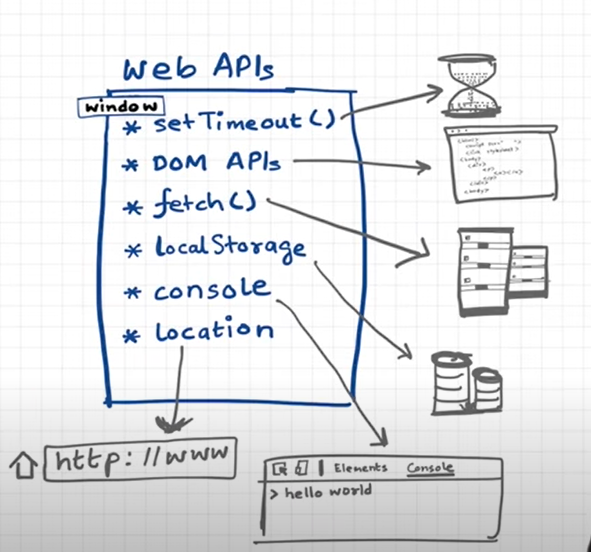 Web APIs
window
* setTimeout()
* DOM APIs
* fetch()
* localStorage
* console
* location
http://www
Elements Console
> hello world